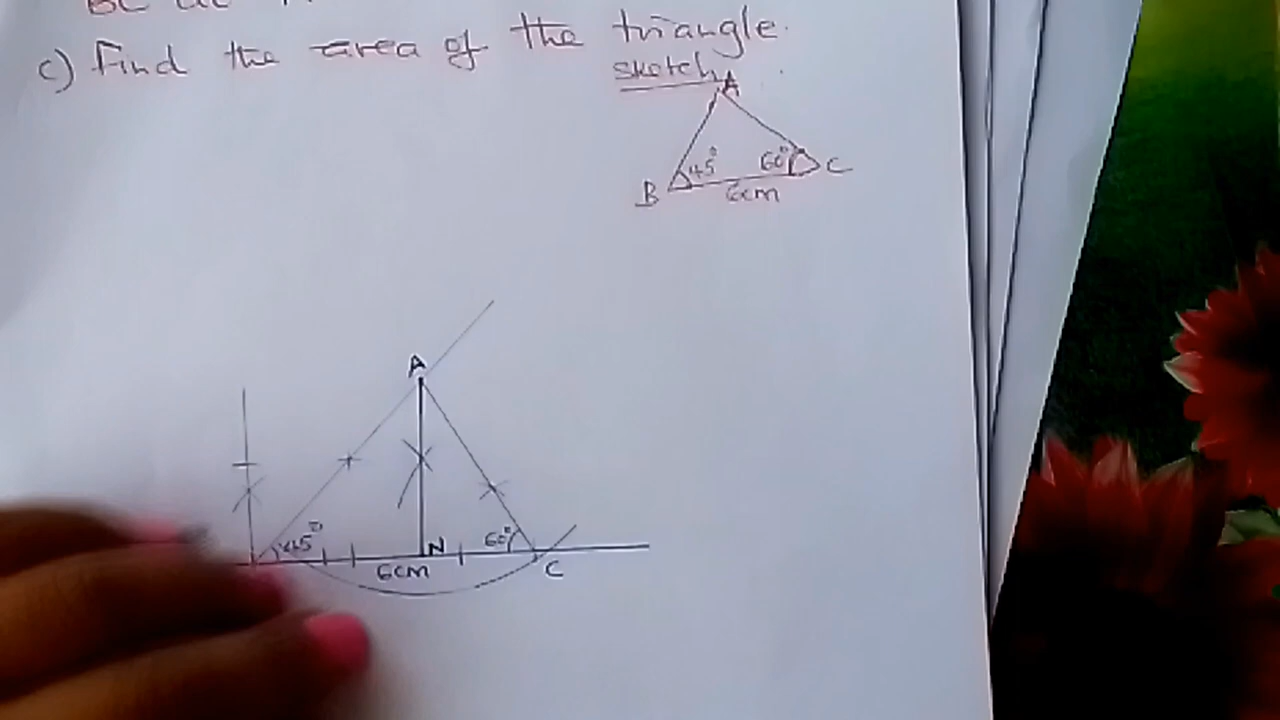 c) Find the area of the triangle.
sketch
A
B 45° 60° C
6cm
A
45° N 60°
6cm C